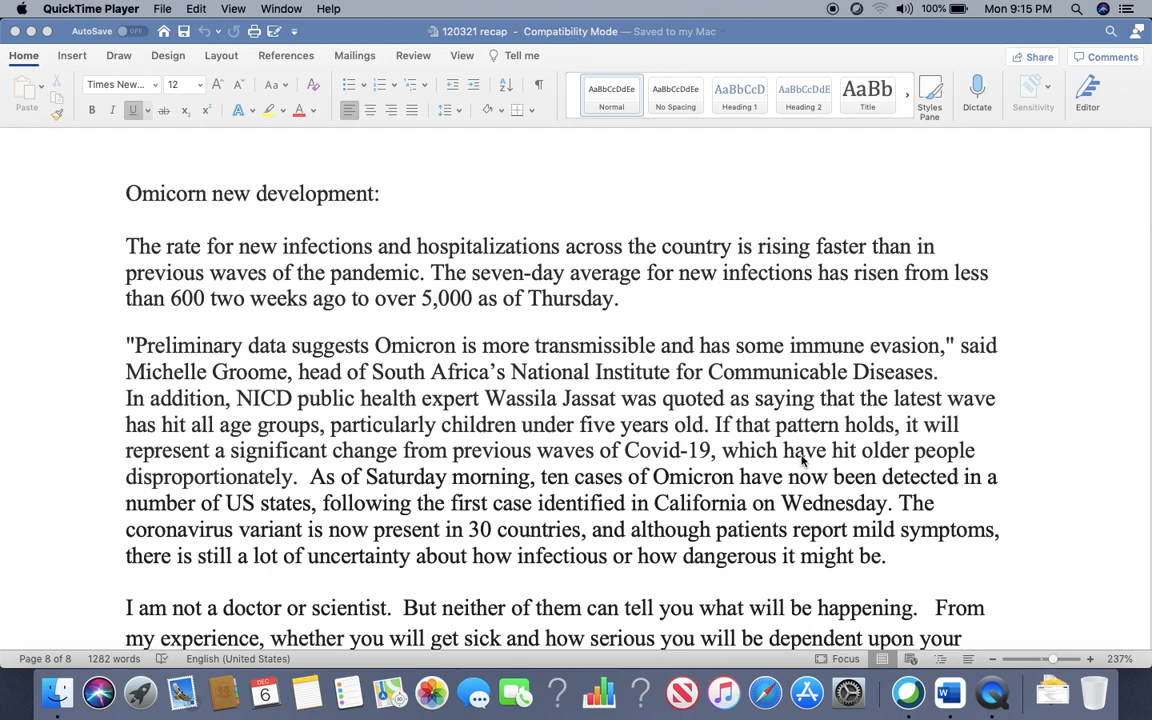 QuickTime Player File Edit View Window Help 100% Mon 9:15 PM
AutoSave OFF 120321 recap - Compatibility Mode — Saved to my Mac
Home Insert Draw Design Layout References Mailings Review View Tell me Share Comments
Paste Times New... 12 Aa AaBbCcDdEe AaBbCcDdEe AaBbCcD AaBbCcDdE AaBb
B I U ab x₂ x² A A Normal No Spacing Heading 1 Heading 2 Title Styles Pane Dictate Sensitivity Editor
Omicorn new development:
The rate for new infections and hospitalizations across the country is rising faster than in
previous waves of the pandemic. The seven-day average for new infections has risen from less
than 600 two weeks ago to over 5,000 as of Thursday.
"Preliminary data suggests Omicron is more transmissible and has some immune evasion," said
Michelle Groome, head of South Africa’s National Institute for Communicable Diseases.
In addition, NICD public health expert Wassila Jassat was quoted as saying that the latest wave
has hit all age groups, particularly children under five years old. If that pattern holds, it will
represent a significant change from previous waves of Covid-19, which have hit older people
disproportionately. As of Saturday morning, ten cases of Omicron have now been detected in a
number of US states, following the first case identified in California on Wednesday. The
coronavirus variant is now present in 30 countries, and although patients report mild symptoms,
there is still a lot of uncertainty about how infectious or how dangerous it might be.
I am not a doctor or scientist. But neither of them can tell you what will be happening. From
my experience, whether you will get sick and how serious you will be dependent upon your
Page 8 of 8 1282 words English (United States) Focus 237%
DEC 6